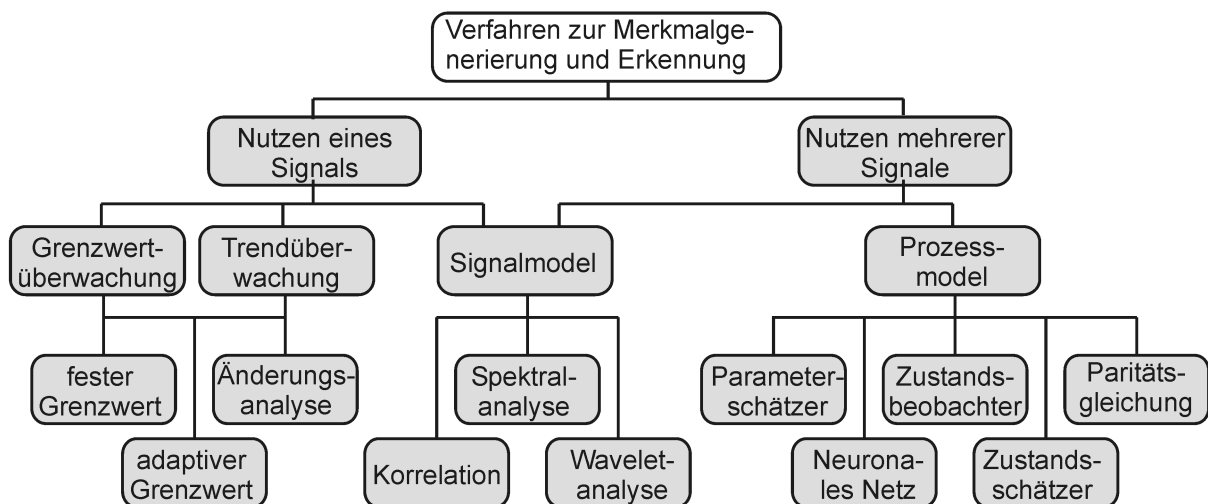 Verfahren zur Merkmalge-
nerierung und Erkennung
Nutzen eines
Signals
Nutzen mehrerer
Signale
Grenzwert-
überwachung
Trendüber-
wachung
Signalmodel
Prozess-
model
fester
Grenzwert
Änderungs-
analyse
Spektral-
analyse
Parameter-
schätzer
Zustands-
beobachter
Paritäts-
gleichung
adaptiver
Grenzwert
Korrelation
Wavelet-
analyse
Neurona-
les Netz
Zustands-
schätzer